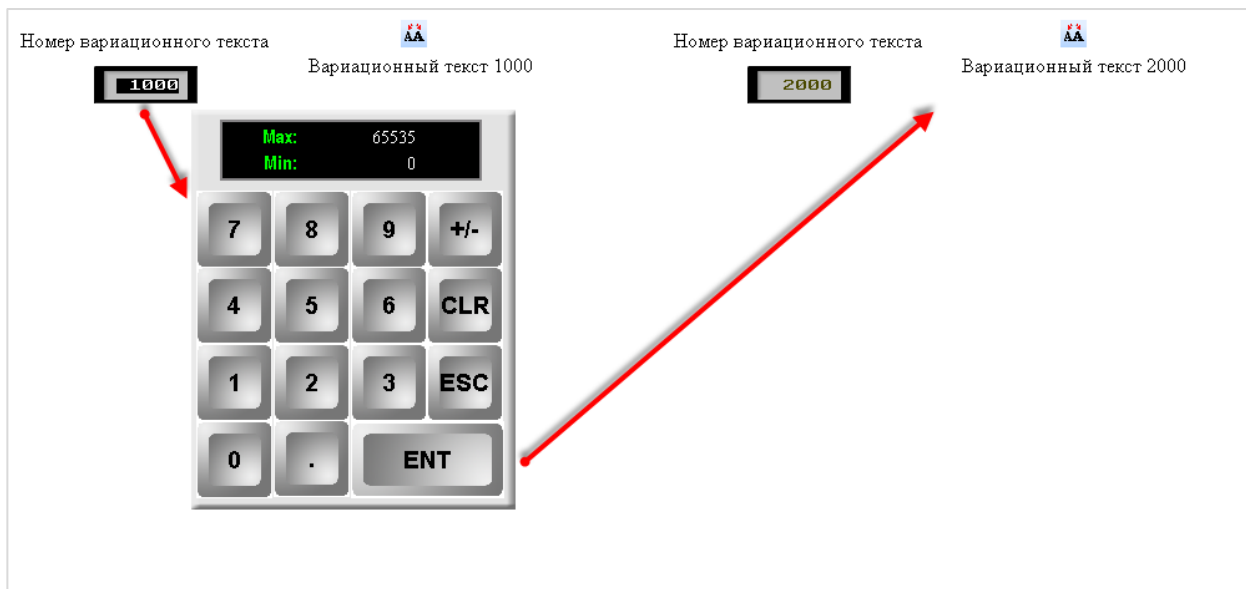 Номер вариационного текста
1000
Вариационный текст 1000
Max: 65535
Min: 0
7 8 9 +/-
4 5 6 CLR
1 2 3 ESC
0 . ENT
Номер вариационного текста
2000
Вариационный текст 2000